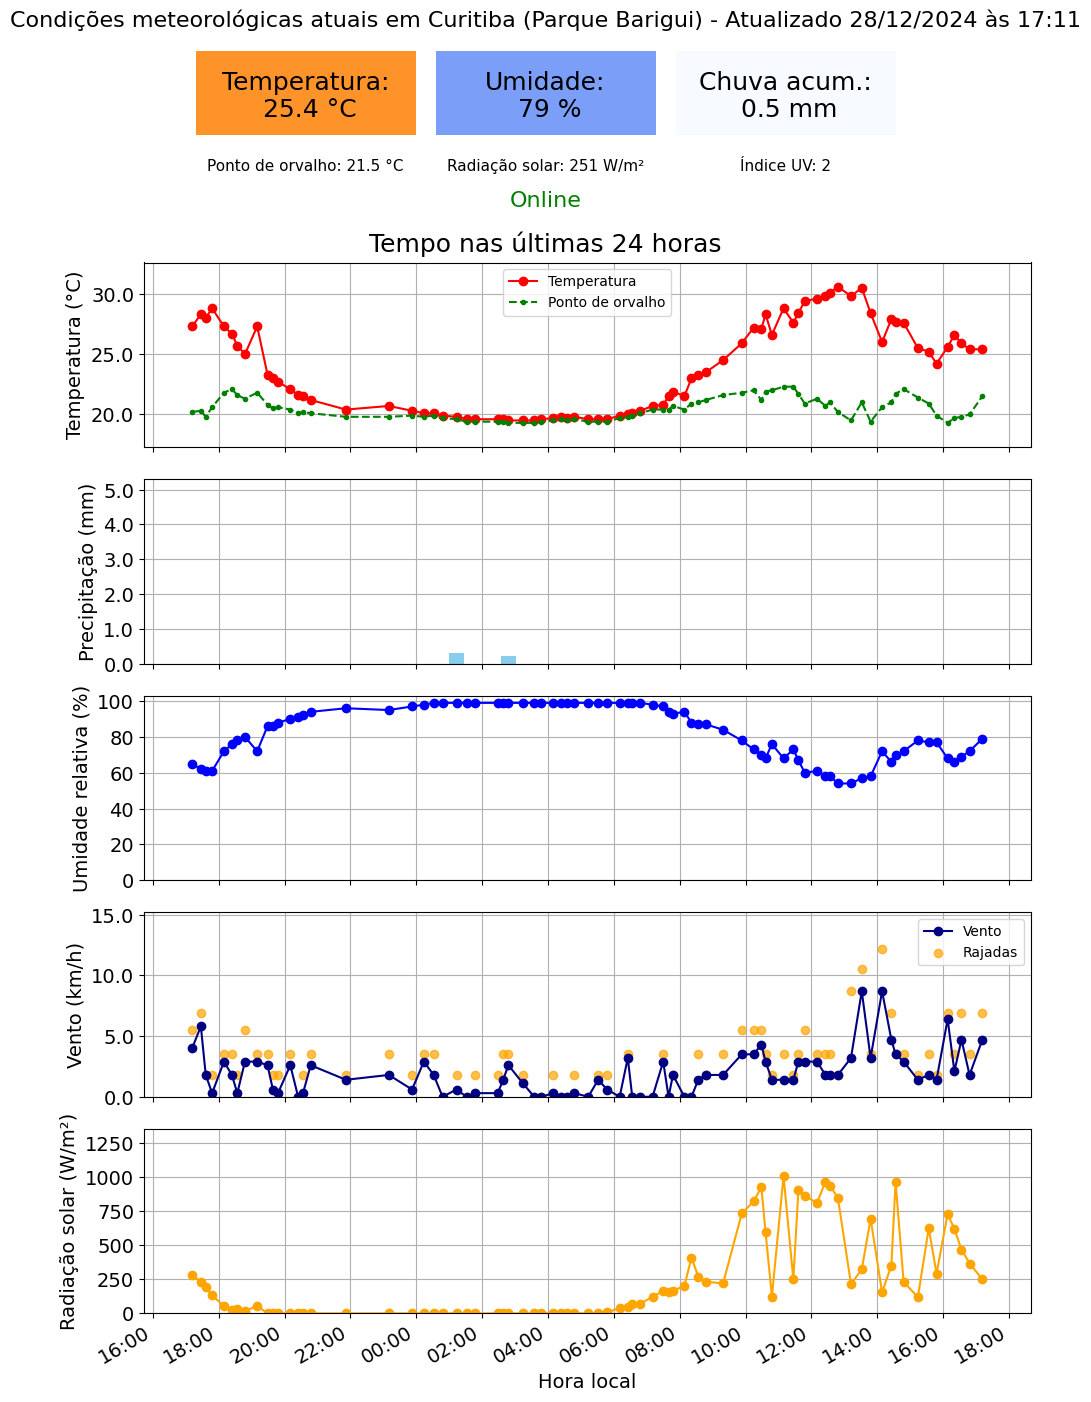 Condições meteorológicas atuais em Curitiba (Parque Barigui) - Atualizado 28/12/2024 às 17:11
Temperatura:
25.4 °C
Umidade:
79 %
Chuva acum.:
0.5 mm
Ponto de orvalho: 21.5 °C
Radiação solar: 251 W/m²
Índice UV: 2
Online
Tempo nas últimas 24 horas
Temperatura (°C)
30.0
25.0
20.0
Temperatura
Ponto de orvalho
Precipitação (mm)
5.0
4.0
3.0
2.0
1.0
0.0
Umidade relativa (%)
100
80
60
40
20
0
Vento (km/h)
15.0
10.0
5.0
0.0
Vento
Rajadas
Radiação solar (W/m²)
1250
1000
750
500
250
0
16:00
18:00
20:00
22:00
00:00
02:00
04:00
06:00
08:00
10:00
12:00
14:00
16:00
18:00
Hora local